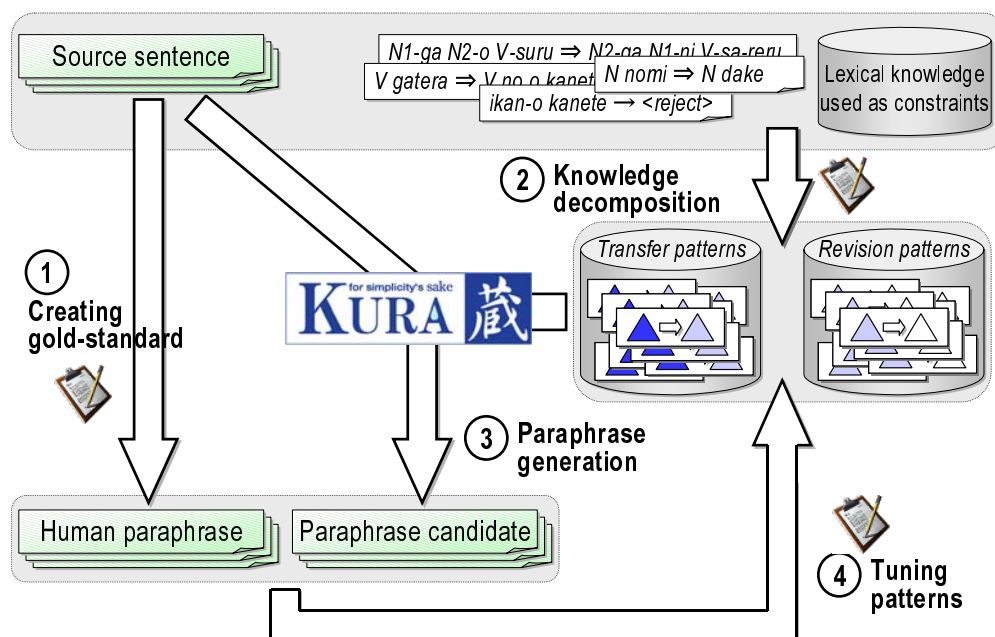 Source sentence
N1-ga N2-o V-suru ⇒ N2-ga N1-ni V-sa-reru
V gatera ⇒ V no o kanete
N nomi ⇒ N dake
ikan-o kanete → <reject>
Lexical knowledge
used as constraints
2 Knowledge
decomposition
Transfer patterns
Revision patterns
1
Creating
gold-standard
for simplicity's sake
KURA 蔵
3 Paraphrase
generation
Human paraphrase
Paraphrase candidate
4 Tuning
patterns